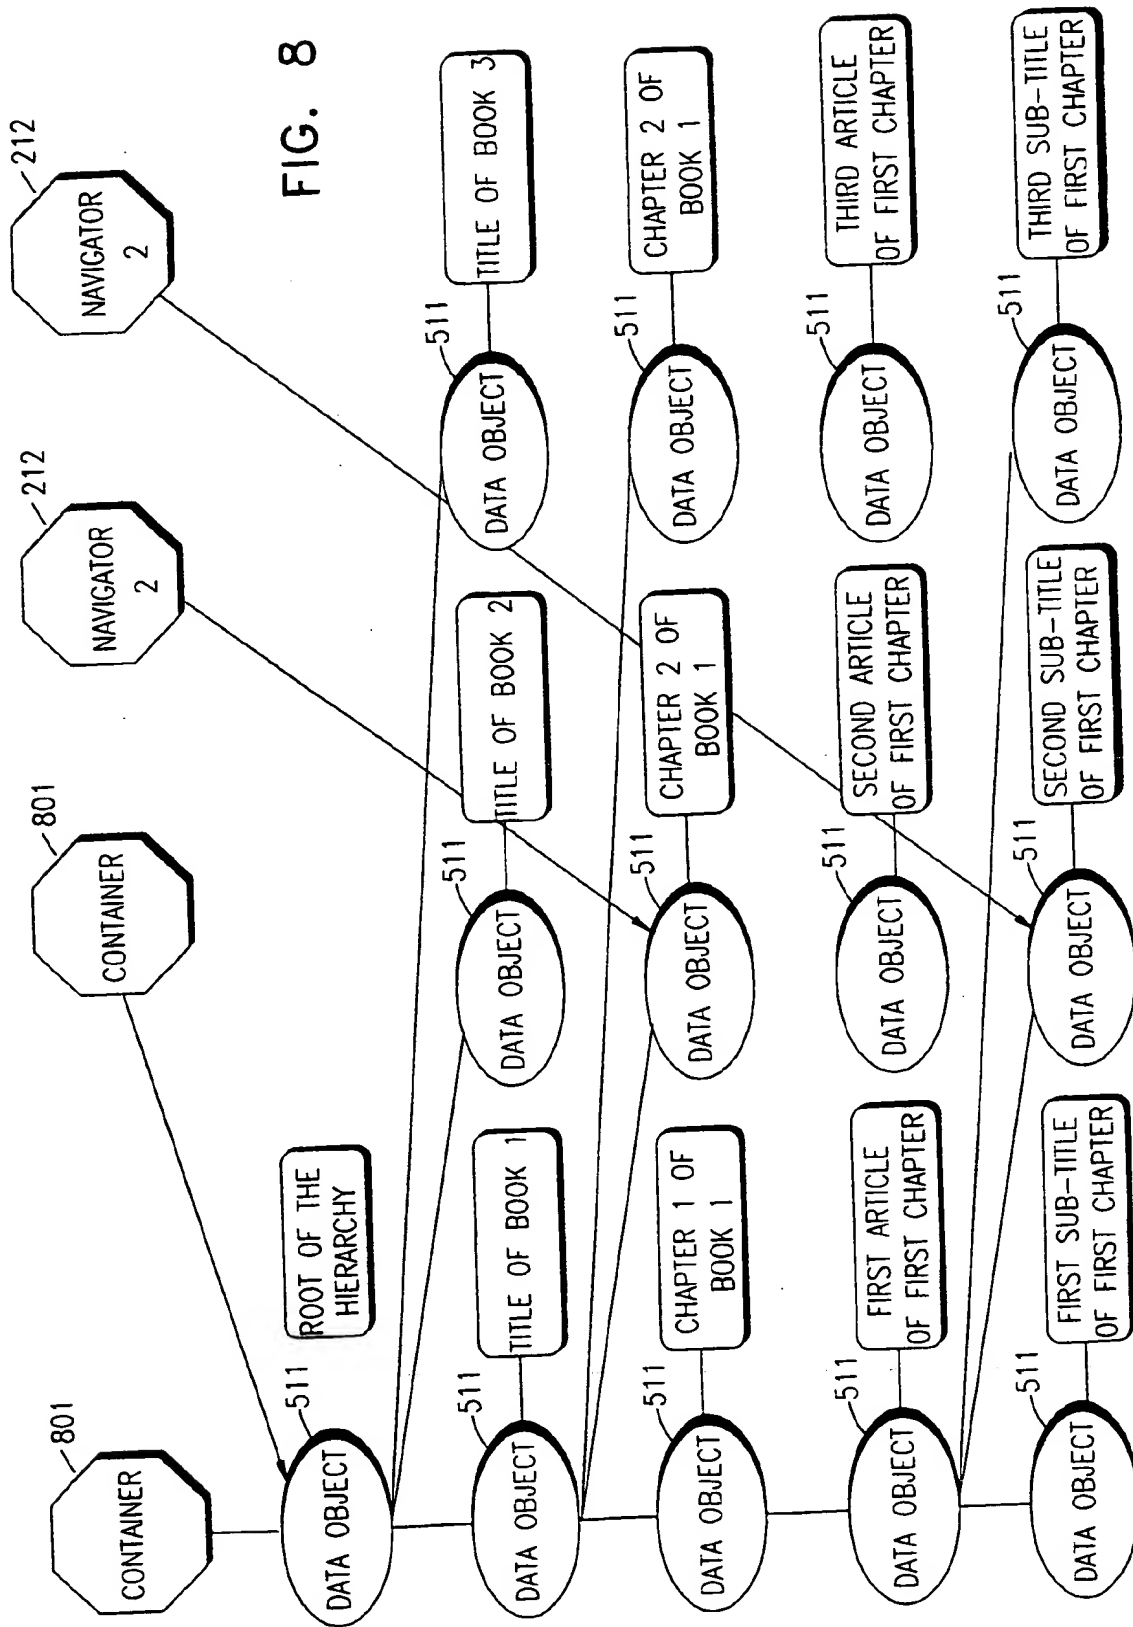 FIG. 8
801
CONTAINER
801
CONTAINER
212
NAVIGATOR
2
212
NAVIGATOR
2
511
DATA OBJECT
ROOT OF THE
HIERARCHY
511
DATA OBJECT
TITLE OF BOOK 1
511
DATA OBJECT
TITLE OF BOOK 2
511
DATA OBJECT
TITLE OF BOOK 3
511
DATA OBJECT
CHAPTER 1 OF
BOOK 1
511
DATA OBJECT
CHAPTER 2 OF
BOOK 1
511
DATA OBJECT
CHAPTER 2 OF
BOOK 1
511
DATA OBJECT
FIRST ARTICLE
OF FIRST CHAPTER
511
DATA OBJECT
SECOND ARTICLE
OF FIRST CHAPTER
511
DATA OBJECT
THIRD ARTICLE
OF FIRST CHAPTER
511
DATA OBJECT
FIRST SUB-TITLE
OF FIRST CHAPTER
511
DATA OBJECT
SECOND SUB-TITLE
OF FIRST CHAPTER
511
DATA OBJECT
THIRD SUB-TITLE
OF FIRST CHAPTER